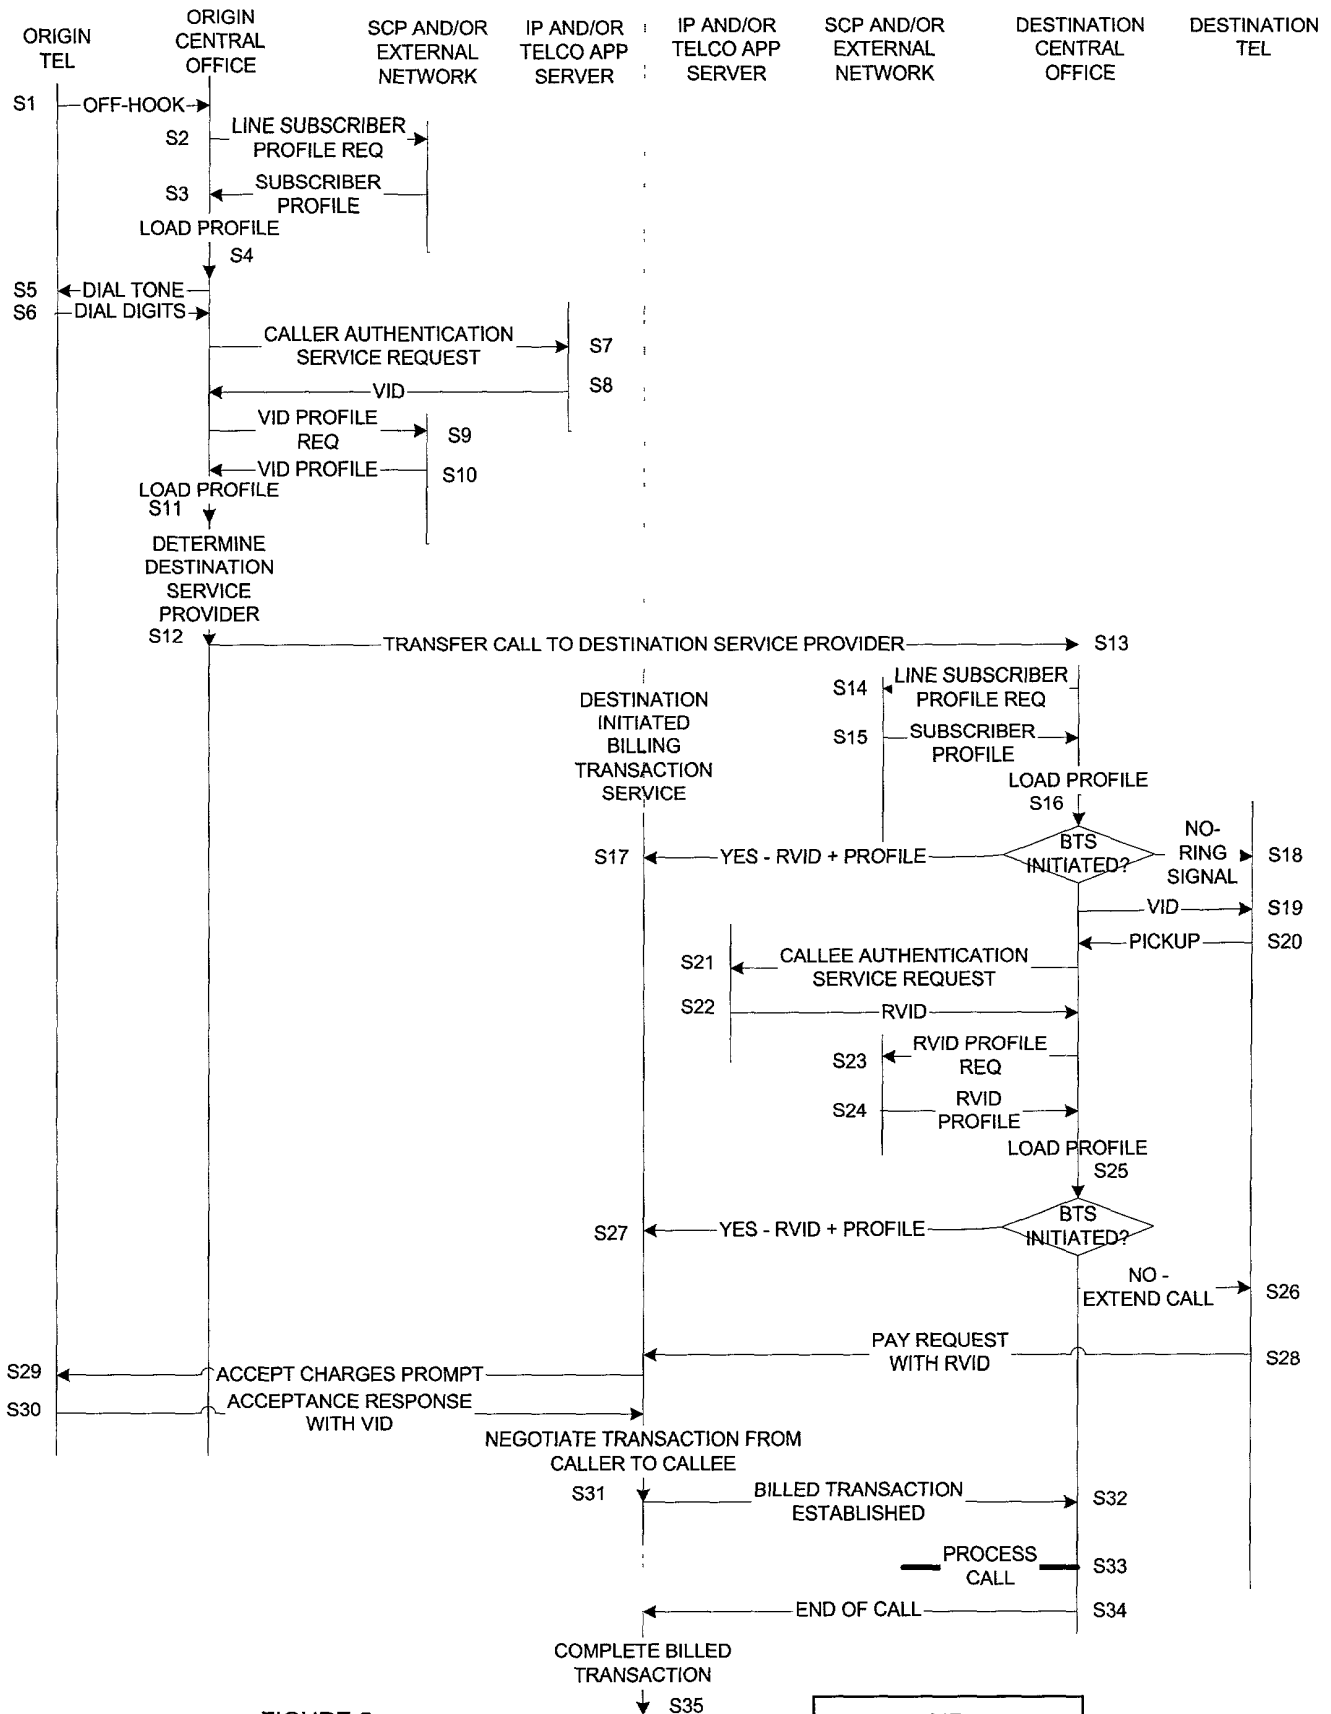 ORIGIN
TEL
ORIGIN
CENTRAL
OFFICE
SCP AND/OR
EXTERNAL
NETWORK
IP AND/OR
TELCO APP
SERVER
IP AND/OR
TELCO APP
SERVER
SCP AND/OR
EXTERNAL
NETWORK
DESTINATION
CENTRAL
OFFICE
DESTINATION
TEL
S1
OFF-HOOK
S2
LINE SUBSCRIBER
PROFILE REQ
S3
SUBSCRIBER
PROFILE
LOAD PROFILE
S4
S5
DIAL TONE
S6
DIAL DIGITS
CALLER AUTHENTICATION
SERVICE REQUEST
S7
VID
S8
VID PROFILE
REQ
S9
VID PROFILE
S10
LOAD PROFILE
S11
DETERMINE
DESTINATION
SERVICE
PROVIDER
S12
TRANSFER CALL TO DESTINATION SERVICE PROVIDER
S13
S14
LINE SUBSCRIBER
PROFILE REQ
DESTINATION
INITIATED
BILLING
TRANSACTION
SERVICE
S15
SUBSCRIBER
PROFILE
LOAD PROFILE
S16
S17
YES - RVID + PROFILE
BTS
INITIATED?
NO-
RING
SIGNAL
S18
VID
S19
PICKUP
S20
S21
CALLEE AUTHENTICATION
SERVICE REQUEST
S22
RVID
S23
RVID PROFILE
REQ
S24
RVID
PROFILE
LOAD PROFILE
S25
S27
YES - RVID + PROFILE
BTS
INITIATED?
NO -
EXTEND CALL
S26
PAY REQUEST
WITH RVID
S28
S29
ACCEPT CHARGES PROMPT
S30
ACCEPTANCE RESPONSE
WITH VID
NEGOTIATE TRANSACTION FROM
CALLER TO CALLEE
S31
BILLED TRANSACTION
ESTABLISHED
S32
PROCESS
CALL
S33
END OF CALL
S34
COMPLETE BILLED
TRANSACTION
S35